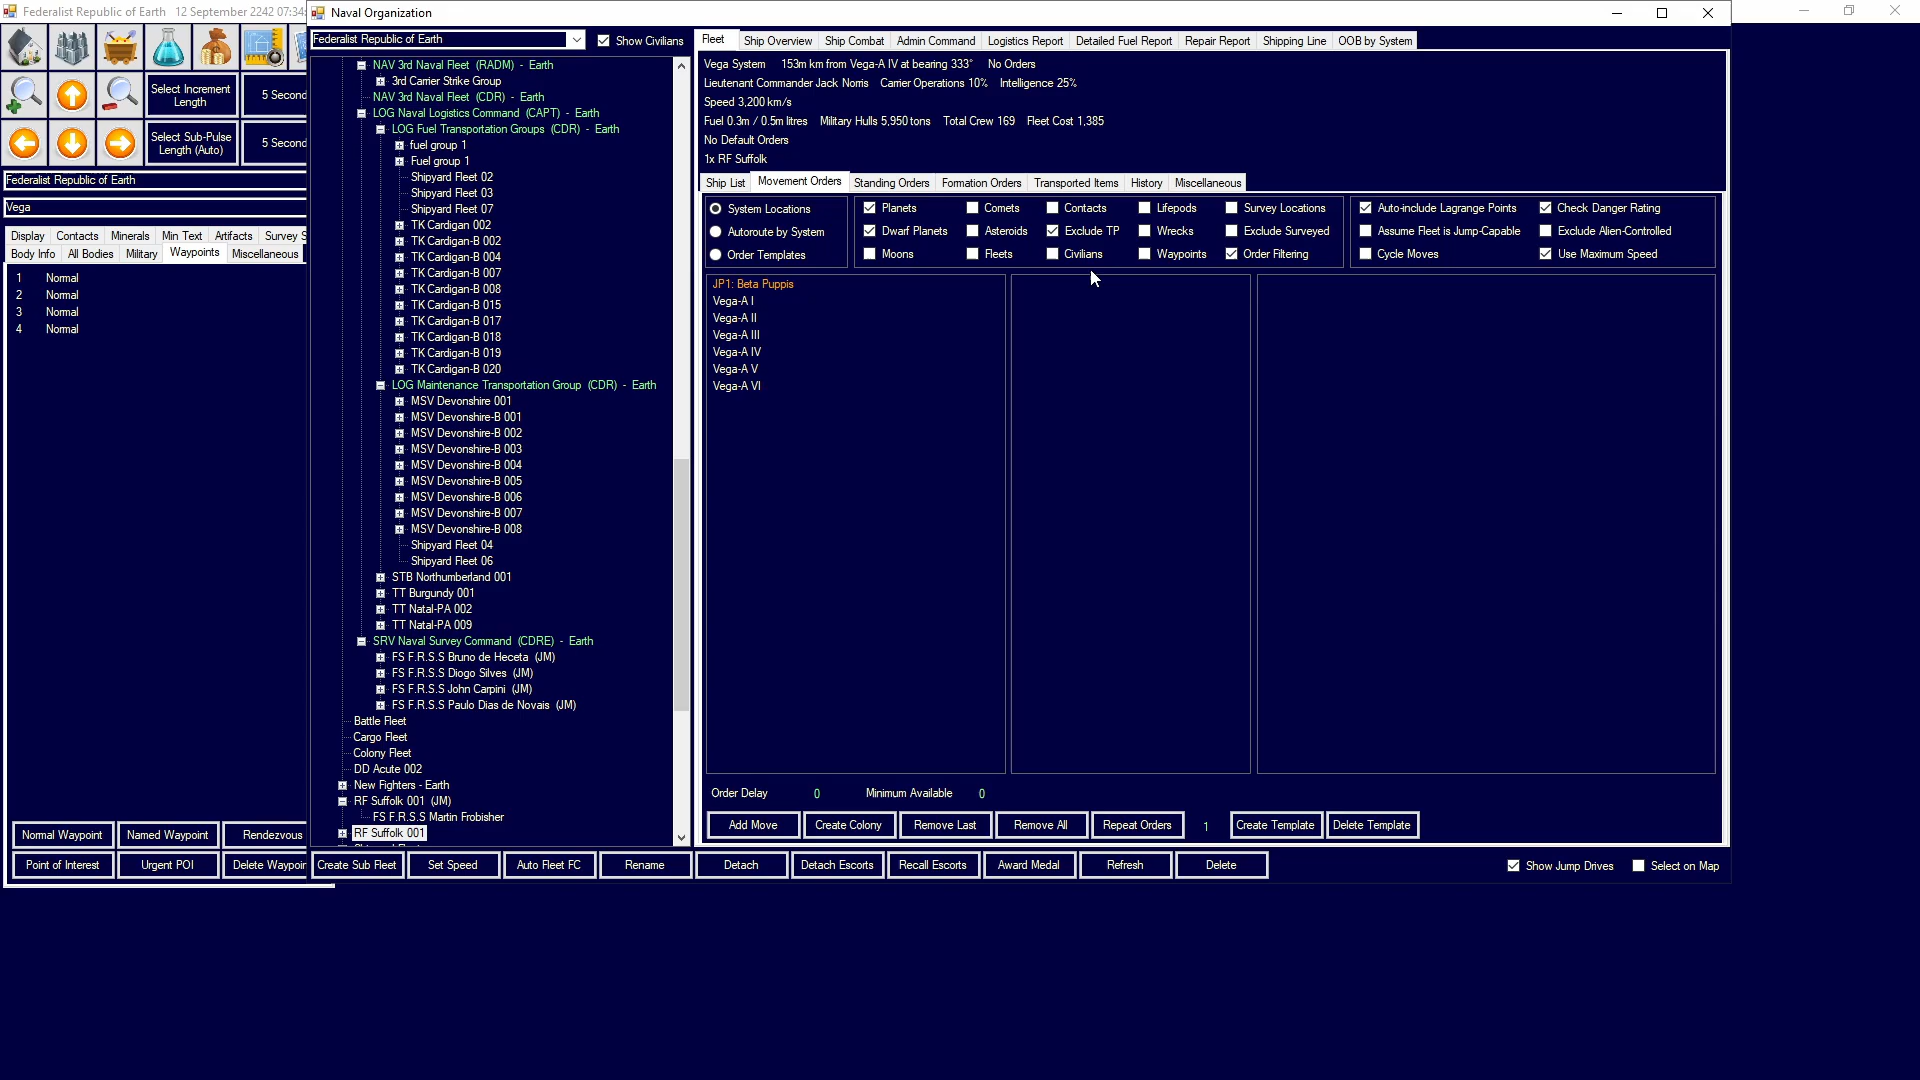 Federalist Republic of Earth 12 September 2242 07:34:
Naval Organization
Select Increment Length
5 Second
Select Sub-Pulse Length (Auto)
5 Second
Federalist Republic of Earth
Vega
Display Contacts Minerals Min Text Artifacts Survey S
Body Info All Bodies Military Waypoints Miscellaneous
1 Normal
2 Normal
3 Normal
4 Normal
Normal Waypoint Named Waypoint Rendezvous
Point of Interest Urgent POI Delete Waypoin
Federalist Republic of Earth Show Civilians
NAV 3rd Naval Fleet (RADM) - Earth
3rd Carrier Strike Group
NAV 3rd Naval Fleet (CDR) - Earth
LOG Naval Logistics Command (CAPT) - Earth
LOG Fuel Transportation Groups (CDR) - Earth
fuel group 1
Fuel group 1
Shipyard Fleet 02
Shipyard Fleet 03
Shipyard Fleet 07
TK Cardigan 002
TK Cardigan-B 002
TK Cardigan-B 004
TK Cardigan-B 007
TK Cardigan-B 008
TK Cardigan-B 015
TK Cardigan-B 017
TK Cardigan-B 018
TK Cardigan-B 019
TK Cardigan-B 020
LOG Maintenance Transportation Group (CDR) - Earth
MSV Devonshire 001
MSV Devonshire-B 001
MSV Devonshire-B 002
MSV Devonshire-B 003
MSV Devonshire-B 004
MSV Devonshire-B 005
MSV Devonshire-B 006
MSV Devonshire-B 007
MSV Devonshire-B 008
Shipyard Fleet 04
Shipyard Fleet 06
STB Northumberland 001
TT Burgundy 001
TT Natal-PA 002
TT Natal-PA 009
SRV Naval Survey Command (CDRE) - Earth
FS F.R.S.S Bruno de Heceta (JM)
FS F.R.S.S Diogo Silves (JM)
FS F.R.S.S John Carpini (JM)
FS F.R.S.S Paulo Dias de Novais (JM)
Battle Fleet
Cargo Fleet
Colony Fleet
DD Acute 002
New Fighters - Earth
RF Suffolk 001 (JM)
FS F.R.S.S Martin Frobisher
RF Suffolk 001
Fleet Ship Overview Ship Combat Admin Command Logistics Report Detailed Fuel Report Repair Report Shipping Line OOB by System
Vega System 153m km from Vega-A IV at bearing 333° No Orders
Lieutenant Commander Jack Norris Carrier Operations 10% Intelligence 25%
Speed 3,200 km/s
Fuel 0.3m / 0.5m litres Military Hulls 5,950 tons Total Crew 169 Fleet Cost 1,385
No Default Orders
1x RF Suffolk
Ship List Movement Orders Standing Orders Formation Orders Transported Items History Miscellaneous
System Locations Planets Comets Contacts Lifepods Survey Locations Auto-include Lagrange Points Check Danger Rating
Autoroute by System Dwarf Planets Asteroids Exclude TP Wrecks Exclude Surveyed Assume Fleet is Jump-Capable Exclude Alien-Controlled
Order Templates Moons Fleets Civilians Waypoints Order Filtering Cycle Moves Use Maximum Speed
JP1: Beta Puppis
Vega-A I
Vega-A II
Vega-A III
Vega-A IV
Vega-A V
Vega-A VI
Order Delay 0 Minimum Available 0
Add Move Create Colony Remove Last Remove All Repeat Orders 1 Create Template Delete Template
Create Sub Fleet Set Speed Auto Fleet FC Rename Detach Detach Escorts Recall Escorts Award Medal Refresh Delete Show Jump Drives Select on Map